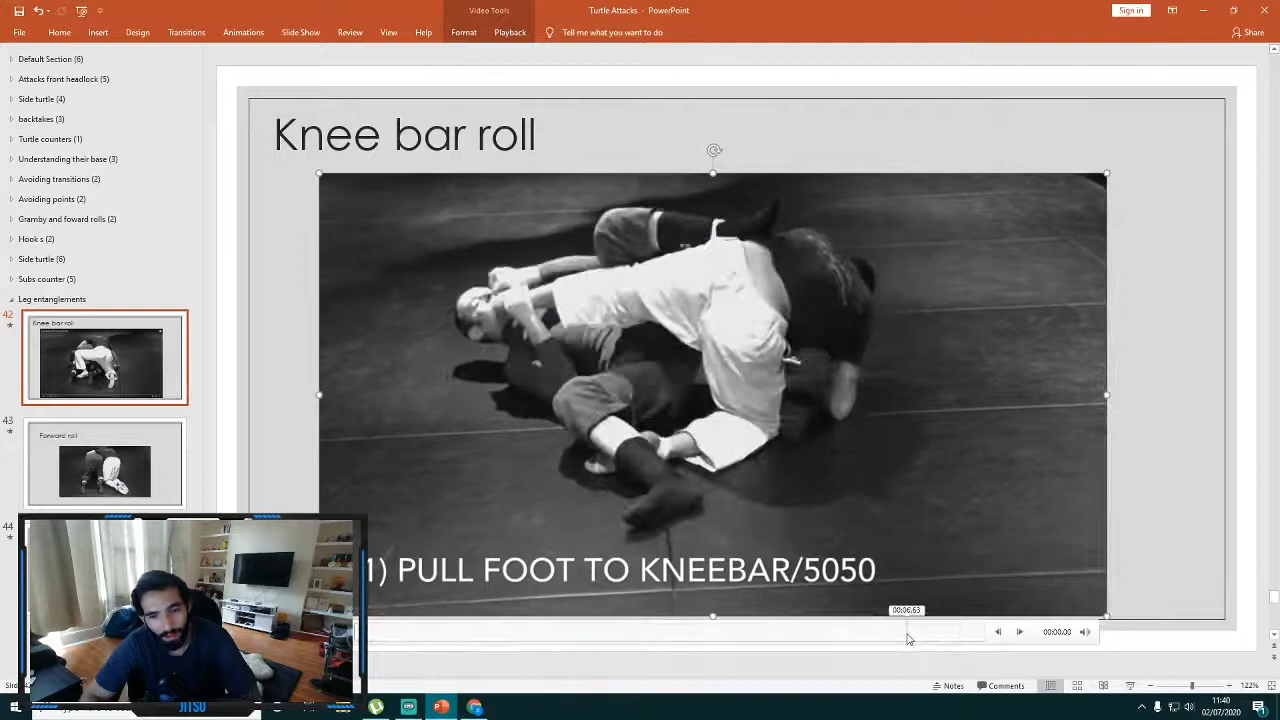 Video Tools
Turtle Attacks - PowerPoint
Sign in
File Home Insert Design Transitions Animations Slide Show Review View Help Format Playback Tell me what you want to do Share
Default Section (6)
Attacks front headlock (5)
Side turtle (4)
backtakes (3)
Turtle counters (1)
Understanding their base (3)
Avoiding transitions (2)
Avoiding points (2)
Gramby and foward rolls (2)
Hook s (2)
Side turtle (6)
Subs counter (5)
Leg entanglements
42
Knee bar roll
43
Forward roll
44
Knee bar roll
1) PULL FOOT TO KNEEBAR/5050
00:06.63
00:00.00
Notes Comments 122%
JITSU
11:40
02/07/2020